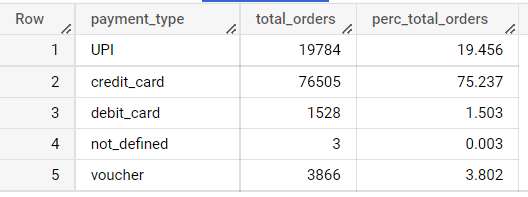 Row payment_type total_orders perc_total_orders
1 UPI 19784 19.456
2 credit_card 76505 75.237
3 debit_card 1528 1.503
4 not_defined 3 0.003
5 voucher 3866 3.802